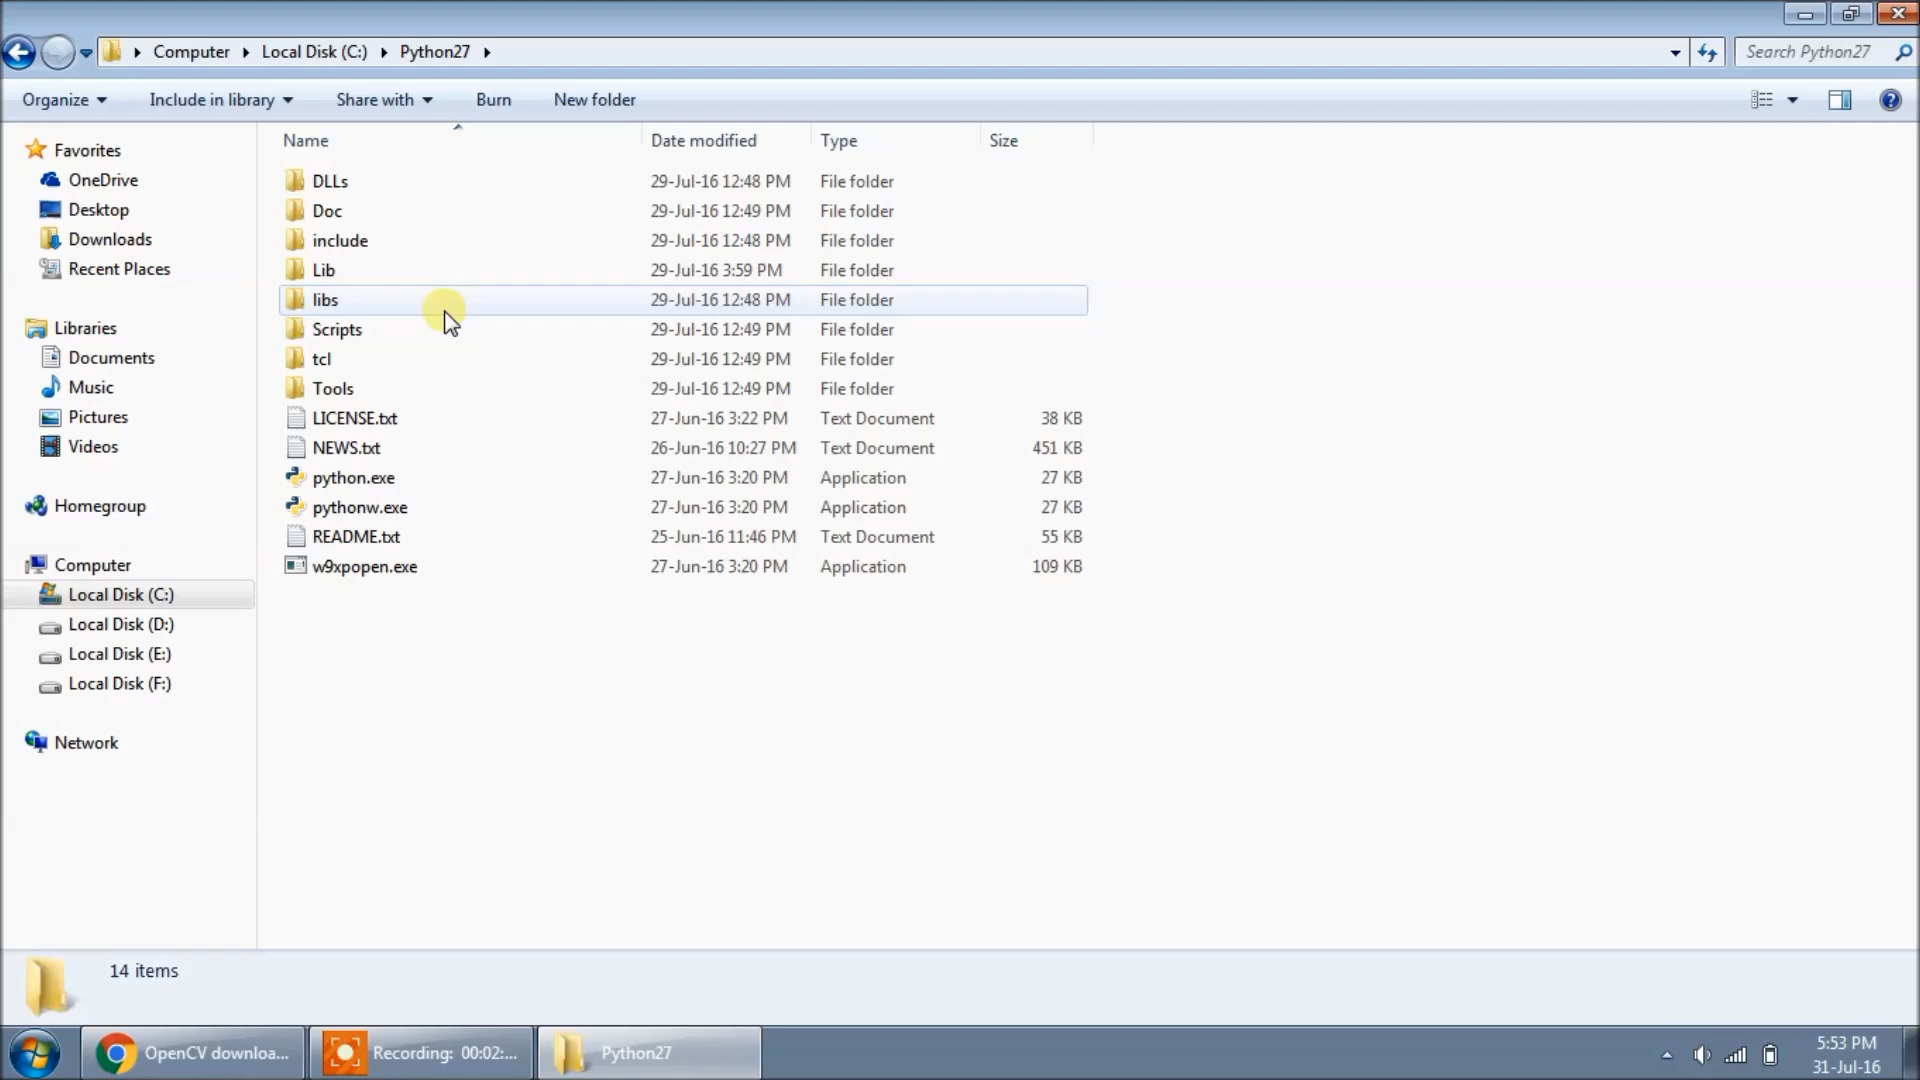 Computer Local Disk (C:) Python27 Search Python27
Organize Include in library Share with Burn New folder
Name Date modified Type Size
Favorites
OneDrive
Desktop
Downloads
Recent Places
Libraries
Documents
Music
Pictures
Videos
Homegroup
Computer
Local Disk (C:)
Local Disk (D:)
Local Disk (E:)
Local Disk (F:)
Network
DLLs 29-Jul-16 12:48 PM File folder
Doc 29-Jul-16 12:49 PM File folder
include 29-Jul-16 12:48 PM File folder
Lib 29-Jul-16 3:59 PM File folder
libs 29-Jul-16 12:48 PM File folder
Scripts 29-Jul-16 12:49 PM File folder
tcl 29-Jul-16 12:49 PM File folder
Tools 29-Jul-16 12:49 PM File folder
LICENSE.txt 27-Jun-16 3:22 PM Text Document 38 KB
NEWS.txt 26-Jun-16 10:27 PM Text Document 451 KB
python.exe 27-Jun-16 3:20 PM Application 27 KB
pythonw.exe 27-Jun-16 3:20 PM Application 27 KB
README.txt 25-Jun-16 11:46 PM Text Document 55 KB
w9xpopen.exe 27-Jun-16 3:20 PM Application 109 KB
14 items
OpenCV downloa... Recording: 00:02:... Python27 5:53 PM
31-Jul-16